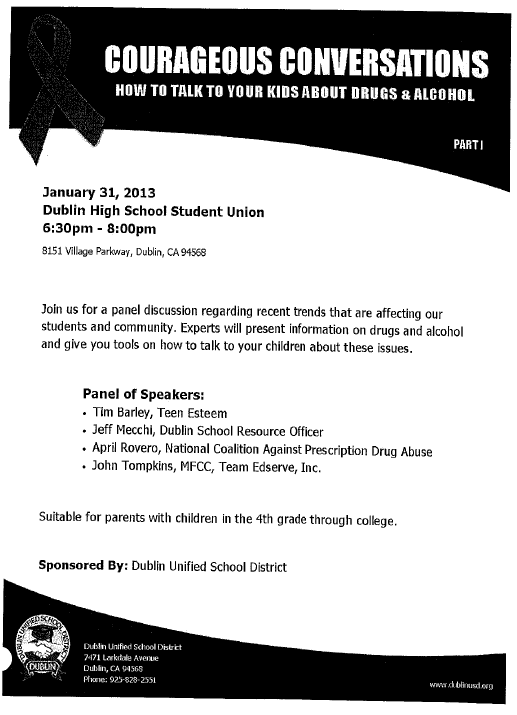 COURAGEOUS CONVERSATIONS
HOW TO TALK TO YOUR KIDS ABOUT DRUGS & ALCOHOL
PART I
January 31, 2013
Dublin High School Student Union
6:30pm - 8:00pm
8151 Village Parkway, Dublin, CA 94568
Join us for a panel discussion regarding recent trends that are affecting our
students and community. Experts will present information on drugs and alcohol
and give you tools on how to talk to your children about these issues.
Panel of Speakers:
• Tim Barley, Teen Esteem
• Jeff Mecchi, Dublin School Resource Officer
• April Rovero, National Coalition Against Prescription Drug Abuse
• John Tompkins, MFCC, Team Edserve, Inc.
Suitable for parents with children in the 4th grade through college.
Sponsored By: Dublin Unified School District
DUBLIN UNIFIED SCHOOL DISTRICT
DUBLIN
Dublin Unified School District
7471 Larkdale Avenue
Dublin, CA 94568
Phone: 925-828-2551
www.dublinusd.org